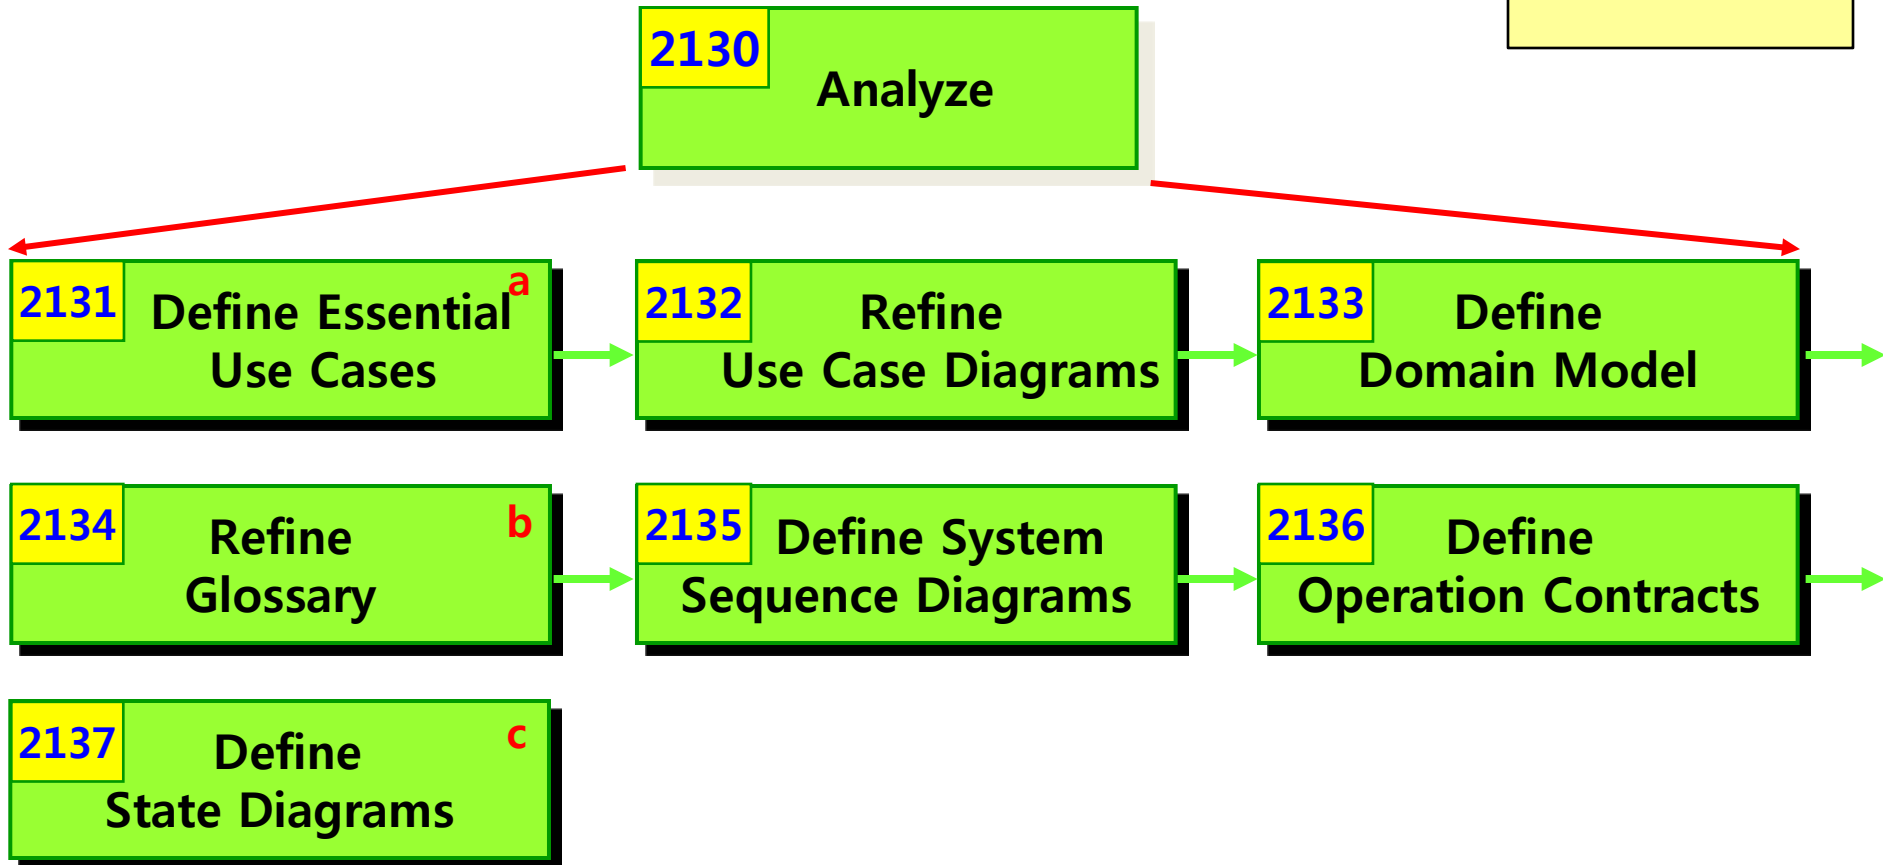 2130
Analyze
2131
a
Define Essential
Use Cases
2132
Refine
Use Case Diagrams
2133
Define
Domain Model
2134
b
Refine
Glossary
2135
Define System
Sequence Diagrams
2136
Define
Operation Contracts
2137
c
Define
State Diagrams